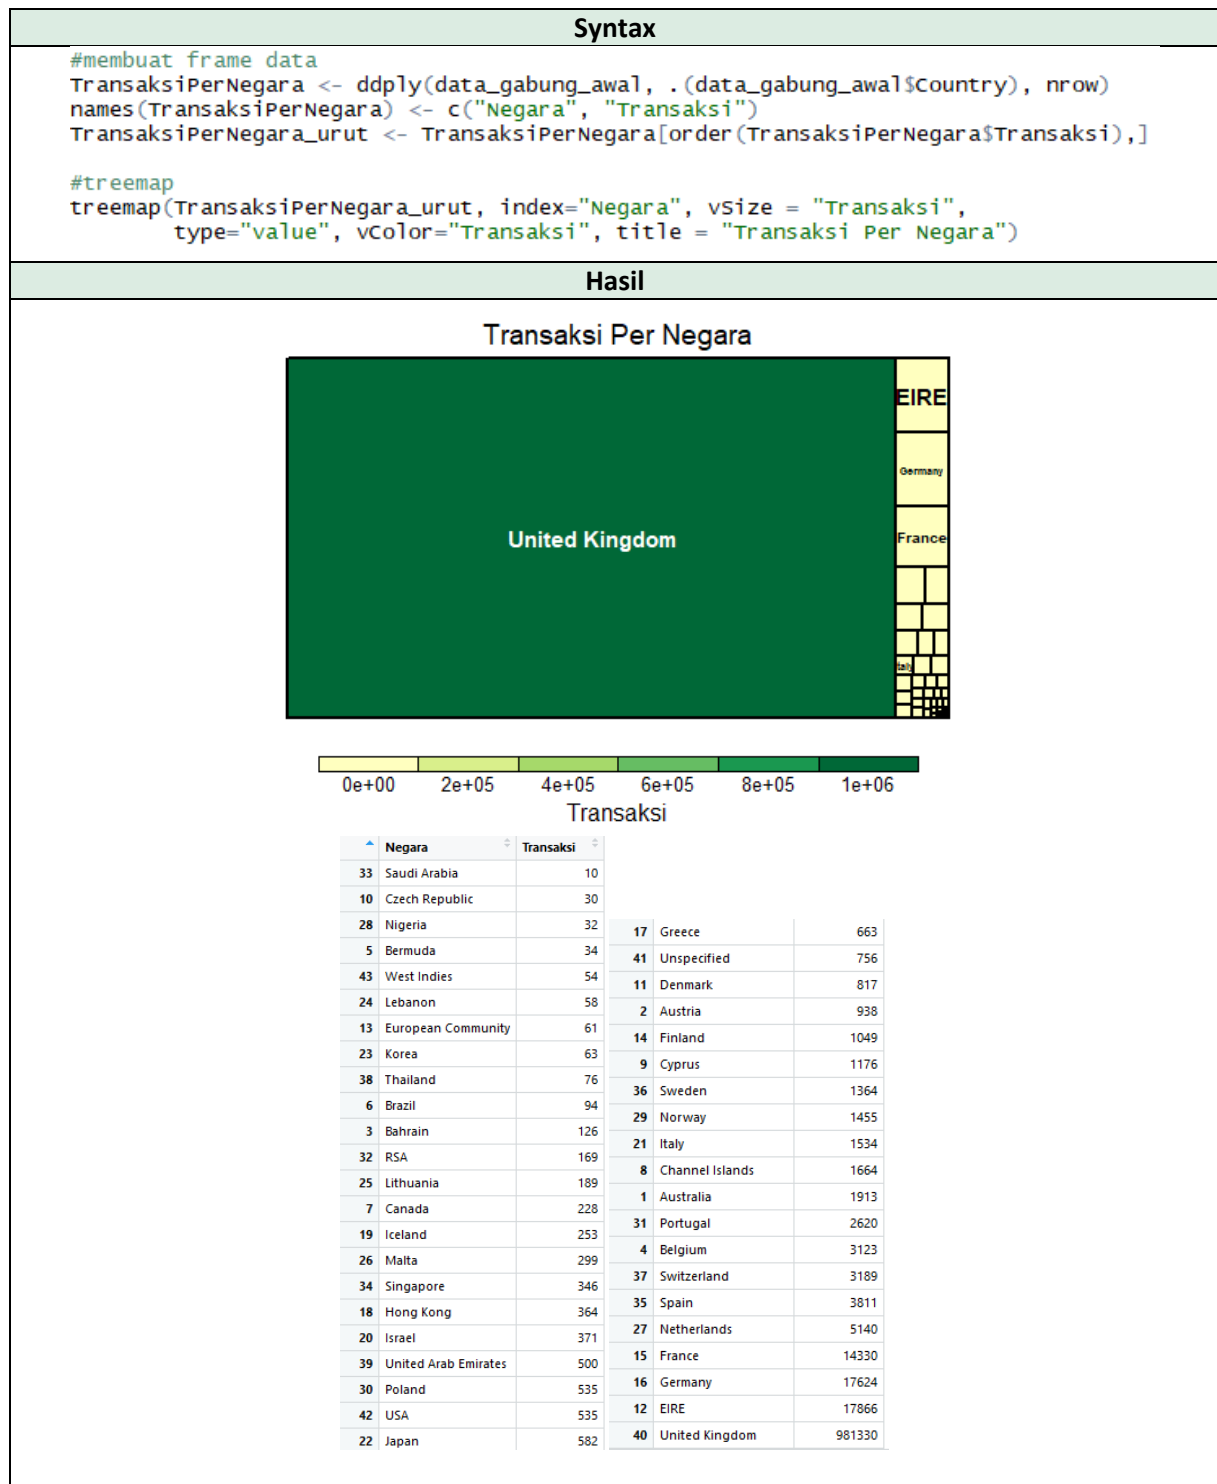 Syntax
#membuat frame data
TransaksiPerNegara <- ddply(data_gabung_awal, .(data_gabung_awal$Country), nrow)
names(TransaksiPerNegara) <- c("Negara", "Transaksi")
TransaksiPerNegara_urut <- TransaksiPerNegara[order(TransaksiPerNegara$Transaksi),]
#treemap
treemap(TransaksiPerNegara_urut, index="Negara", vSize = "Transaksi",
type="value", vColor="Transaksi", title = "Transaksi Per Negara")
Hasil
Transaksi Per Negara
United Kingdom
EIRE
Germany
France
Italy
0e+00 2e+05 4e+05 6e+05 8e+05 1e+06
Transaksi
Negara Transaksi
33 Saudi Arabia 10
10 Czech Republic 30
28 Nigeria 32
5 Bermuda 34
43 West Indies 54
24 Lebanon 58
13 European Community 61
23 Korea 63
38 Thailand 76
6 Brazil 94
3 Bahrain 126
32 RSA 169
25 Lithuania 189
7 Canada 228
19 Iceland 253
26 Malta 299
34 Singapore 346
18 Hong Kong 364
20 Israel 371
39 United Arab Emirates 500
30 Poland 535
42 USA 535
22 Japan 582
17 Greece 663
41 Unspecified 756
11 Denmark 817
2 Austria 938
14 Finland 1049
9 Cyprus 1176
36 Sweden 1364
29 Norway 1455
21 Italy 1534
8 Channel Islands 1664
1 Australia 1913
31 Portugal 2620
4 Belgium 3123
37 Switzerland 3189
35 Spain 3811
27 Netherlands 5140
15 France 14330
16 Germany 17624
12 EIRE 17866
40 United Kingdom 981330